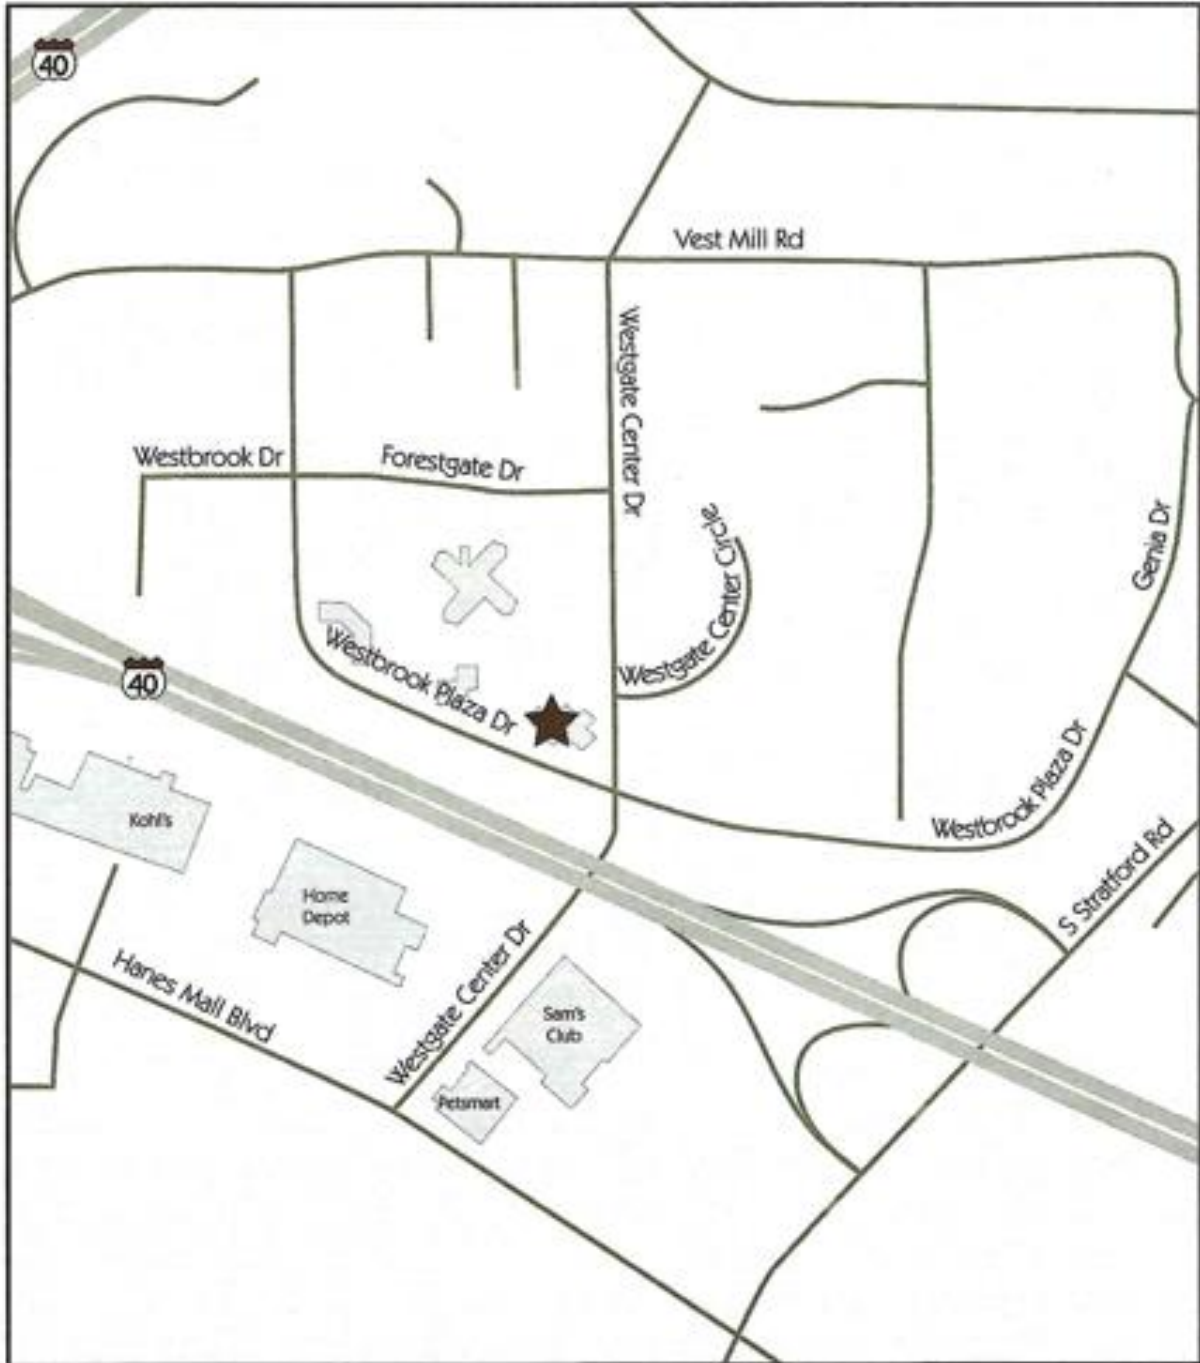 40
Vest Mill Rd
Westgate Center Dr
Westbrook Dr
Forestgate Dr
Westgate Center Circle
Genia Dr
Westbrook Plaza Dr
40
Westbrook Plaza Dr
Kohl's
S Stratford Rd
Home
Depot
Westgate Center Dr
Hanes Mall Blvd
Sam's
Club
Petsmart